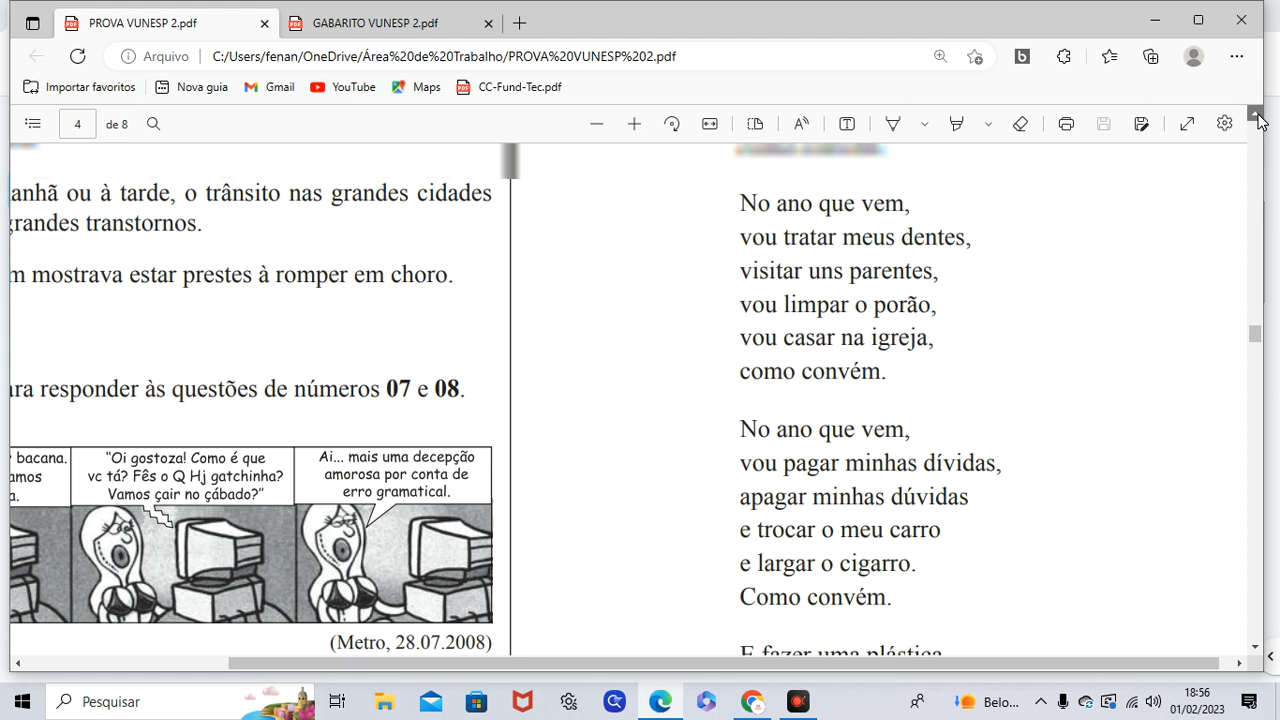 PROVA VUNESP 2.pdf
GABARITO VUNESP 2.pdf
Arquivo
C:/Users/fenan/OneDrive/Área%20de%20Trabalho/PROVA%20VUNESP%202.pdf
Importar favoritos
Nova guia
Gmail
YouTube
Maps
CC-Fund-Tec.pdf
4
de 8
anhã ou à tarde, o trânsito nas grandes cidades
grandes transtornos.
m mostrava estar prestes à romper em choro.
ara responder às questões de números 07 e 08.
bacana.
amos
a.
"Oi gostoza! Como é que
vc tá? Fês o Q Hj gatchinha?
Vamos çair no çábado?"
Ai... mais uma decepção
amorosa por conta de
erro gramatical.
(Metro, 28.07.2008)
No ano que vem,
vou tratar meus dentes,
visitar uns parentes,
vou limpar o porão,
vou casar na igreja,
como convém.
No ano que vem,
vou pagar minhas dívidas,
apagar minhas dúvidas
e trocar o meu carro
e largar o cigarro.
Como convém.
E fazer uma plástica
Pesquisar
Belo...
18:56
01/02/2023